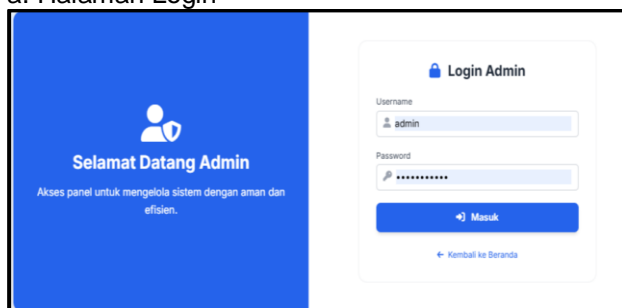 a. Halaman Login
Selamat Datang Admin
Akses panel untuk mengelola sistem dengan aman dan
efisien.
Login Admin
Username
admin
Password
•••••••••••
Masuk
← Kembali ke Beranda